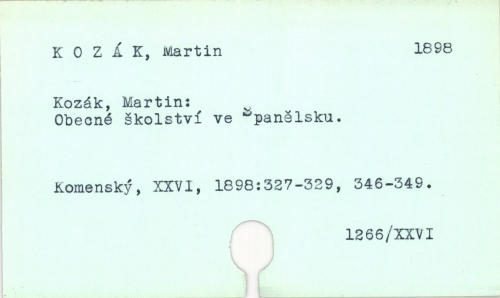 K O Z Á K, Martin 1898
Kozák, Martin:
Obecné školství ve Španělsku.
Komenský, XXVI, 1898:327-329, 346-349.
1266/XXVI